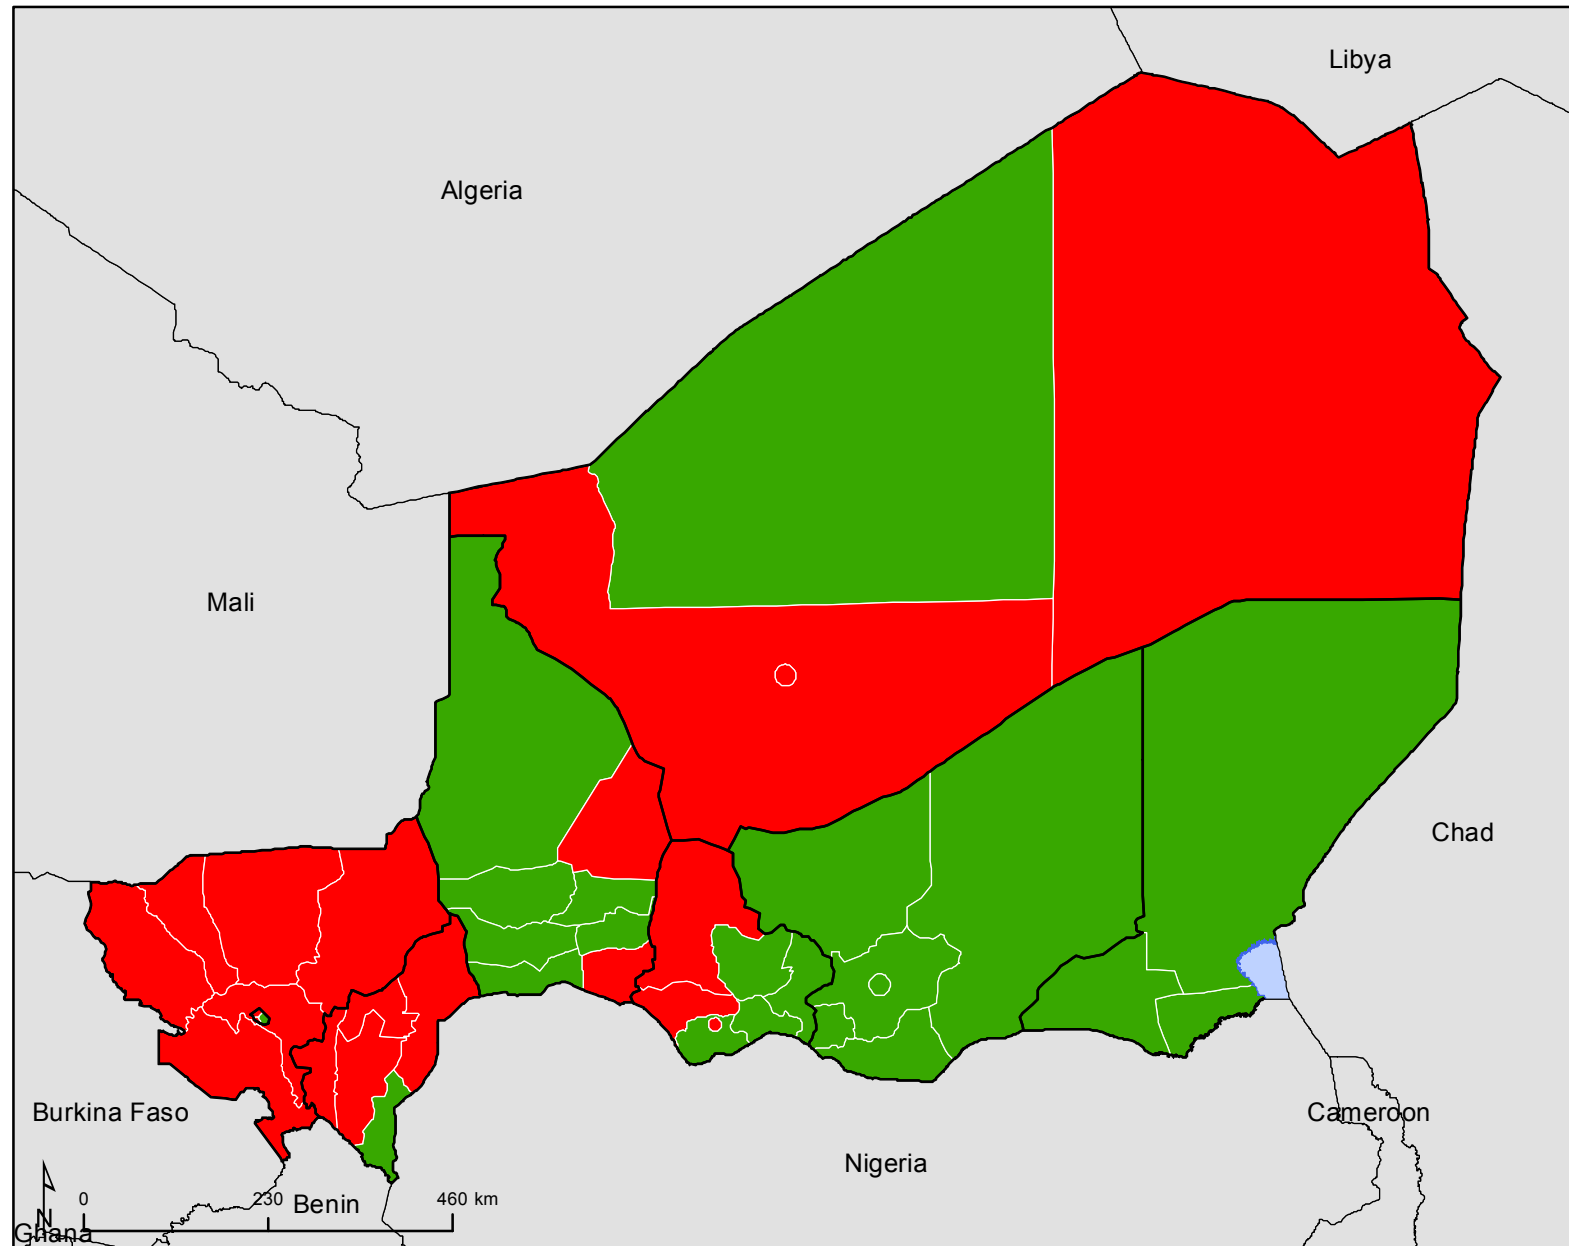 Libya
Algeria
Mali
Chad
Burkina Faso
Cameroon
Nigeria
0 230 460 km
Benin
N
Ghana